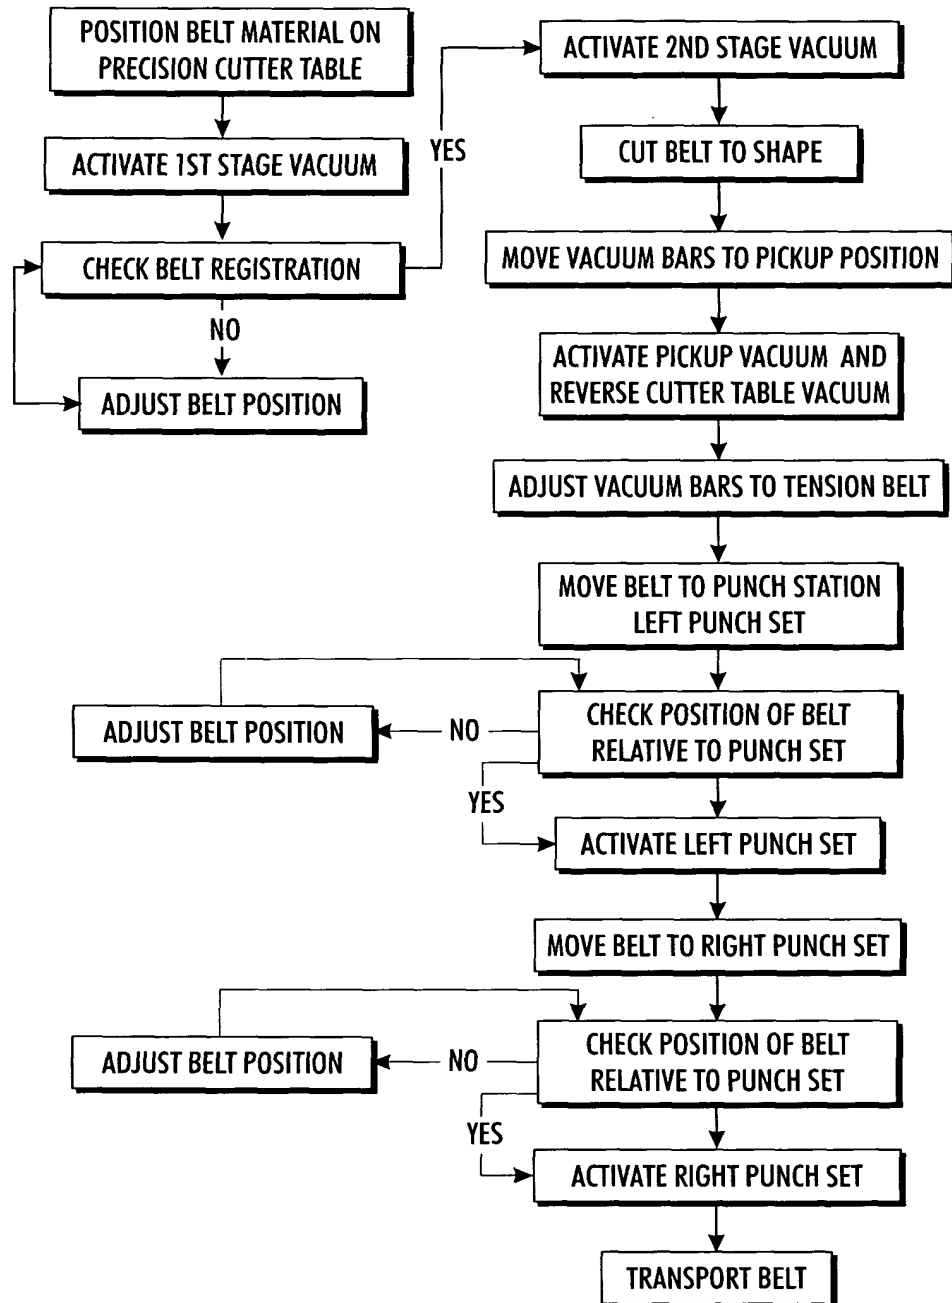 POSITION BELT MATERIAL ON
PRECISION CUTTER TABLE
ACTIVATE 1ST STAGE VACUUM
CHECK BELT REGISTRATION
NO
ADJUST BELT POSITION
YES
ACTIVATE 2ND STAGE VACUUM
CUT BELT TO SHAPE
MOVE VACUUM BARS TO PICKUP POSITION
ACTIVATE PICKUP VACUUM AND
REVERSE CUTTER TABLE VACUUM
ADJUST VACUUM BARS TO TENSION BELT
MOVE BELT TO PUNCH STATION
LEFT PUNCH SET
CHECK POSITION OF BELT
RELATIVE TO PUNCH SET
NO
ADJUST BELT POSITION
YES
ACTIVATE LEFT PUNCH SET
MOVE BELT TO RIGHT PUNCH SET
CHECK POSITION OF BELT
RELATIVE TO PUNCH SET
NO
ADJUST BELT POSITION
YES
ACTIVATE RIGHT PUNCH SET
TRANSPORT BELT